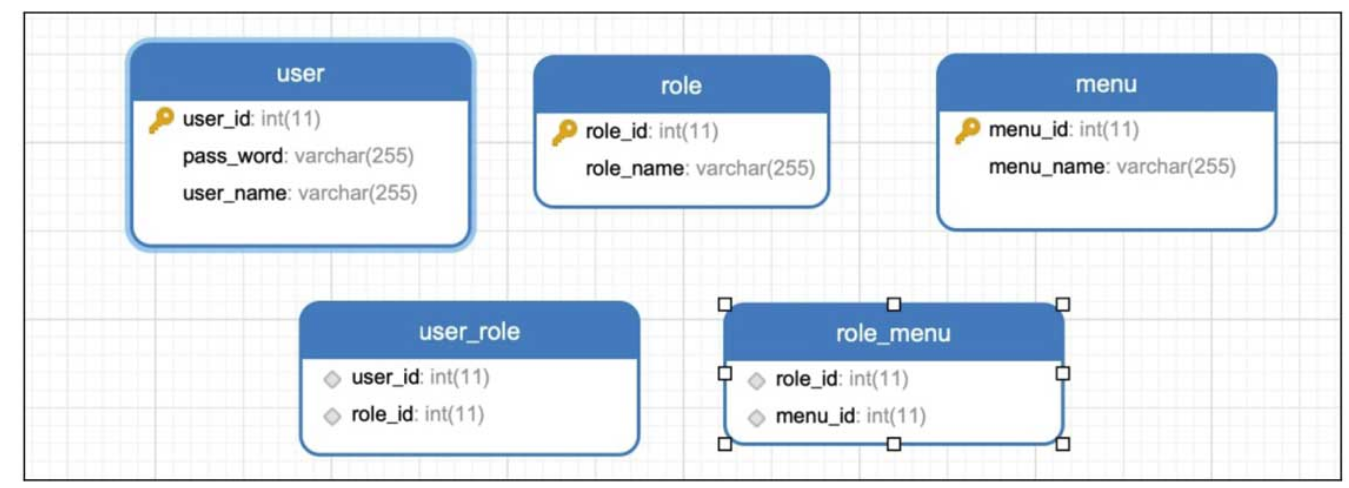 user
user_id: int(11)
pass_word: varchar(255)
user_name: varchar(255)
role
role_id: int(11)
role_name: varchar(255)
menu
menu_id: int(11)
menu_name: varchar(255)
user_role
user_id: int(11)
role_id: int(11)
role_menu
role_id: int(11)
menu_id: int(11)